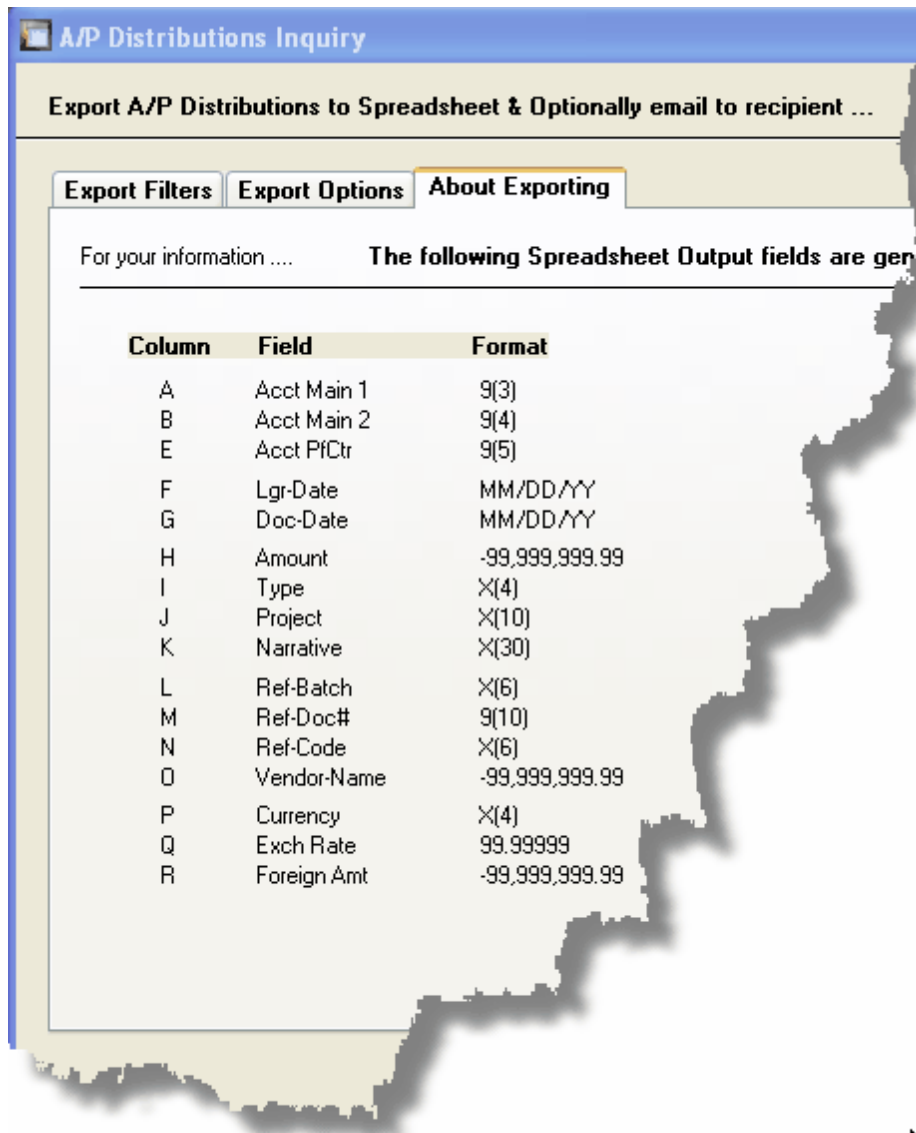 A/P Distributions Inquiry
Export A/P Distributions to Spreadsheet & Optionally email to recipient ...
Export Filters Export Options About Exporting
For your information .... The following Spreadsheet Output fields are
Column Field Format
A Acct Main 1 9(3)
B Acct Main 2 9(4)
E Acct PfCtr 9(5)
F Lgr-Date MM/DD/YY
G Doc-Date MM/DD/YY
H Amount -99,999,999.99
I Type X(4)
J Project X(10)
K Narrative X(30)
L Ref-Batch X(6)
M Ref-Doc# 9(10)
N Ref-Code X(6)
O Vendor-Name -99,999,999.99
P Currency X(4)
Q Exch Rate 99.99999
R Foreign Amt -99,999,999.99